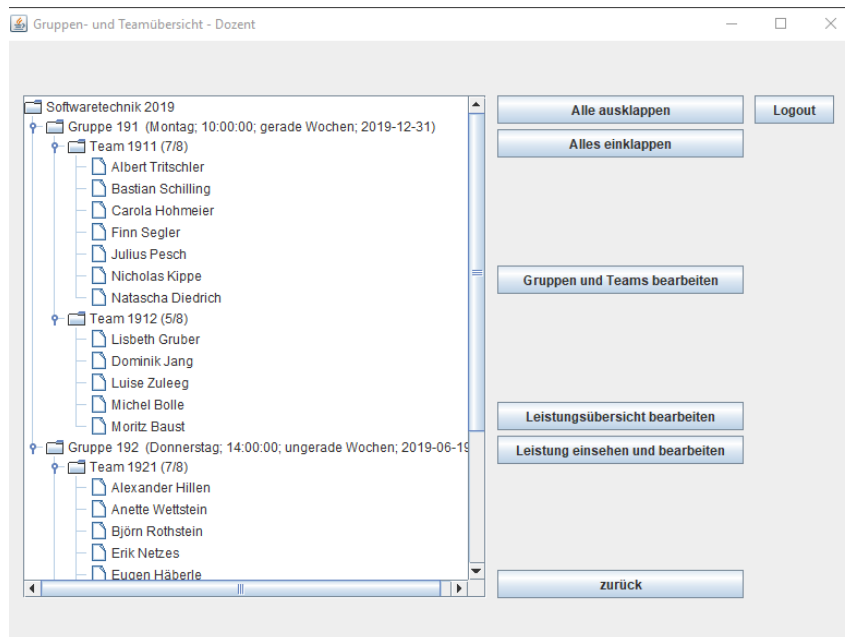 Gruppen- und Teamübersicht - Dozent
Softwaretechnik 2019
Gruppe 191 (Montag; 10:00:00; gerade Wochen; 2019-12-31)
Team 1911 (7/8)
Albert Tritschler
Bastian Schilling
Carola Hohmeier
Finn Segler
Julius Pesch
Nicholas Kippe
Natascha Diedrich
Team 1912 (5/8)
Lisbeth Gruber
Dominik Jang
Luise Zuleeg
Michel Bolle
Moritz Baust
Gruppe 192 (Donnerstag; 14:00:00; ungerade Wochen; 2019-06-19
Team 1921 (7/8)
Alexander Hillen
Anette Wettstein
Björn Rothstein
Erik Netzes
Eugen Häberle
Alle ausklappen
Logout
Alles einklappen
Gruppen und Teams bearbeiten
Leistungsübersicht bearbeiten
Leistung einsehen und bearbeiten
zurück